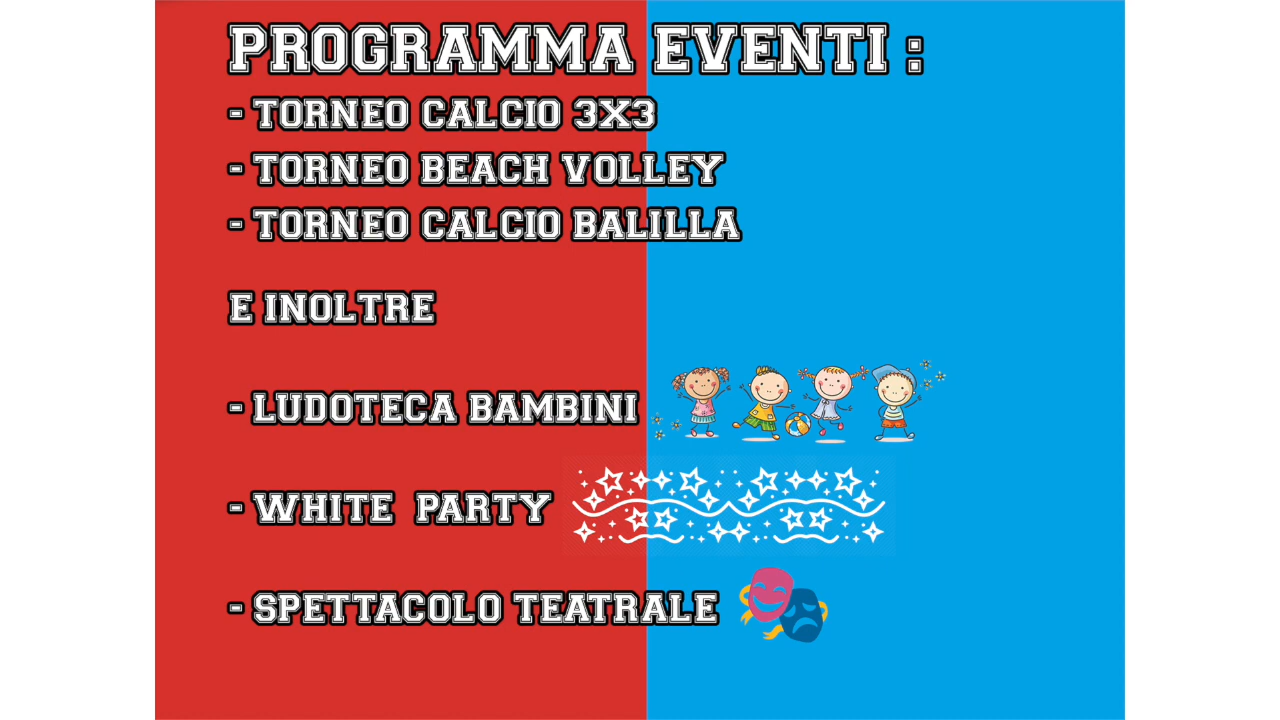 PROGRAMMA EVENTI :
- TORNEO CALCIO 3X3
- TORNEO BEACH VOLLEY
- TORNEO CALCIO BALILLA
E INOLTRE
- LUDOTECA BAMBINI
- WHITE PARTY
- SPETTACOLO TEATRALE